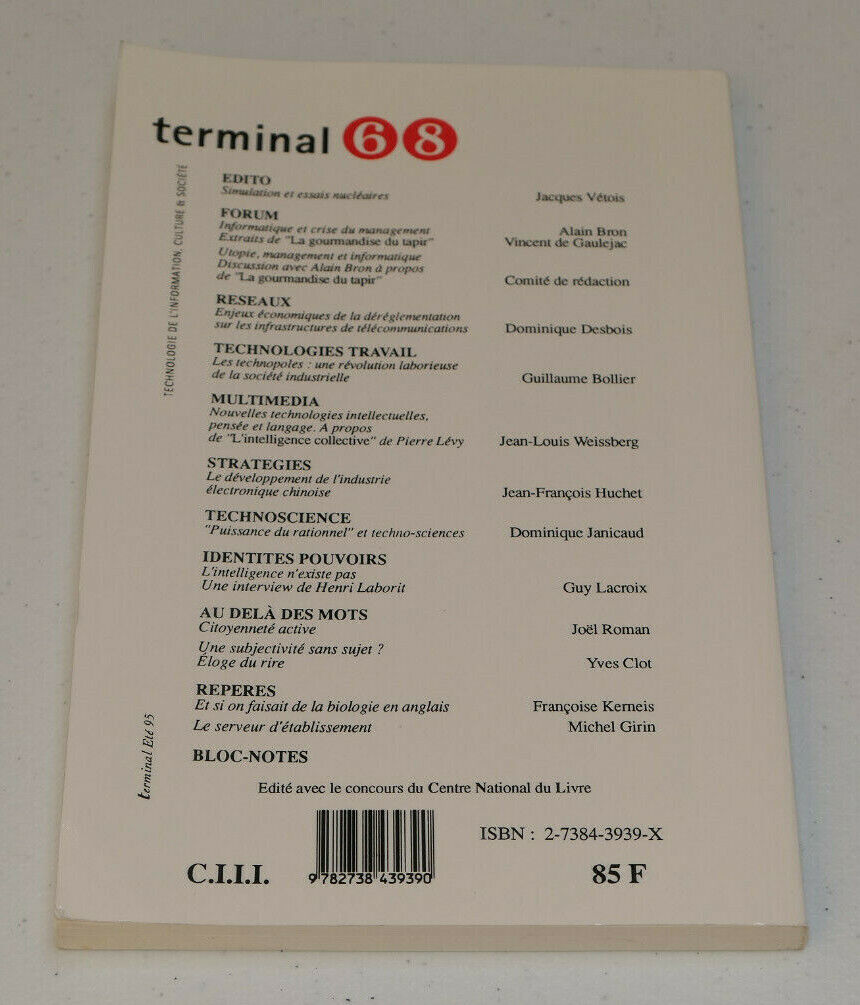 terminal 68
TECHNOLOGIE DE L'INFORMATION, CULTURE & SOCIÉTÉ
EDITO
Simulation et essais nucléaires Jacques Vétois
FORUM
Informatique et crise du management Alain Bron
Extraits de "La gourmandise du tapir" Vincent de Gaulejac
Utopie, management et informatique
Discussion avec Alain Bron à propos
de "La gourmandise du tapir" Comité de rédaction
RESEAUX
Enjeux économiques de la déréglementation
sur les infrastructures de télécommunications Dominique Desbois
TECHNOLOGIES TRAVAIL
Les technopoles : une révolution laborieuse
de la société industrielle Guillaume Bollier
MULTIMEDIA
Nouvelles technologies intellectuelles,
pensée et langage. A propos
de "L'intelligence collective" de Pierre Lévy Jean-Louis Weissberg
STRATEGIES
Le développement de l'industrie
électronique chinoise Jean-François Huchet
TECHNOSCIENCE
"Puissance du rationnel" et techno-sciences Dominique Janicaud
IDENTITES POUVOIRS
L'intelligence n'existe pas
Une interview de Henri Laborit Guy Lacroix
AU DELÀ DES MOTS
Citoyenneté active Joël Roman
Une subjectivité sans sujet ?
Éloge du rire Yves Clot
REPERES
Et si on faisait de la biologie en anglais Françoise Kerneis
Le serveur d'établissement Michel Girin
BLOC-NOTES
terminal Eté 95
Edité avec le concours du Centre National du Livre
ISBN : 2-7384-3939-X
C.I.I.I. 9 782738 439390 85 F